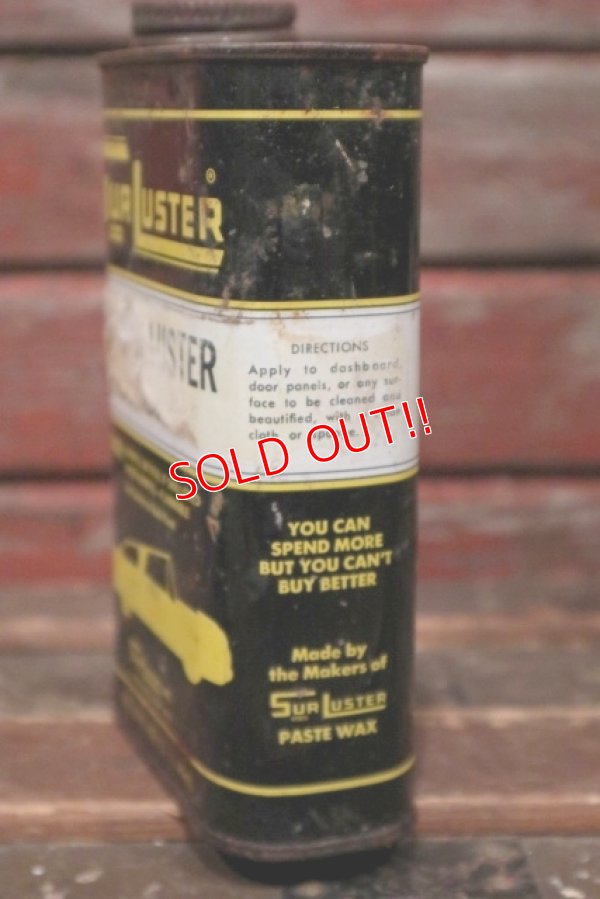 SUR LUSTER®
DIRECTIONS
Apply to dashboard,
door panels, or any sur-
face to be cleaned and
beautified, with
cloth or sponge.
SOLD OUT!!
YOU CAN
SPEND MORE
BUT YOU CAN'T
BUY BETTER
Made by
the Makers of
SUR LUSTER
PASTE WAX